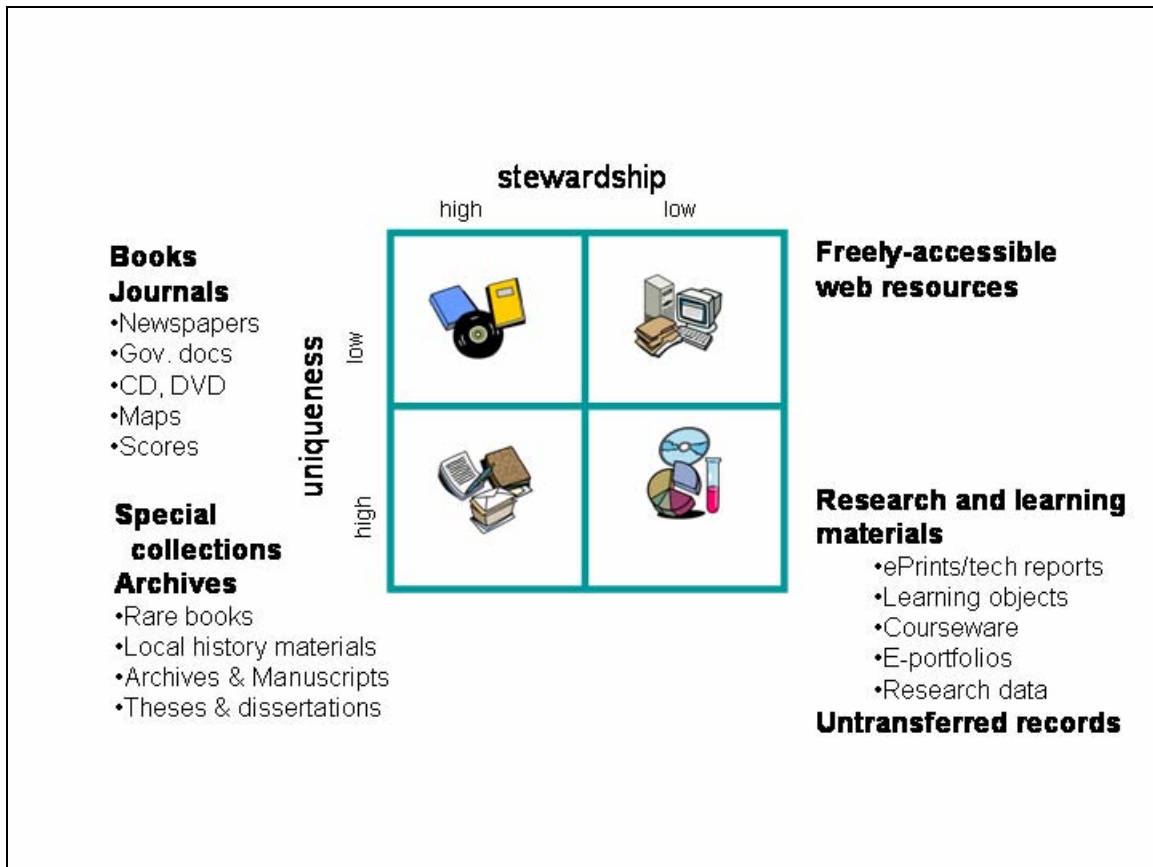 stewardship
high low
Books
Journals
•Newspapers
•Gov. docs
•CD, DVD
•Maps
•Scores
Special
collections
Archives
•Rare books
•Local history materials
•Archives & Manuscripts
•Theses & dissertations
uniqueness
low
high
Freely-accessible
web resources
Research and learning
materials
•ePrints/tech reports
•Learning objects
•Courseware
•E-portfolios
•Research data
Untransferred records